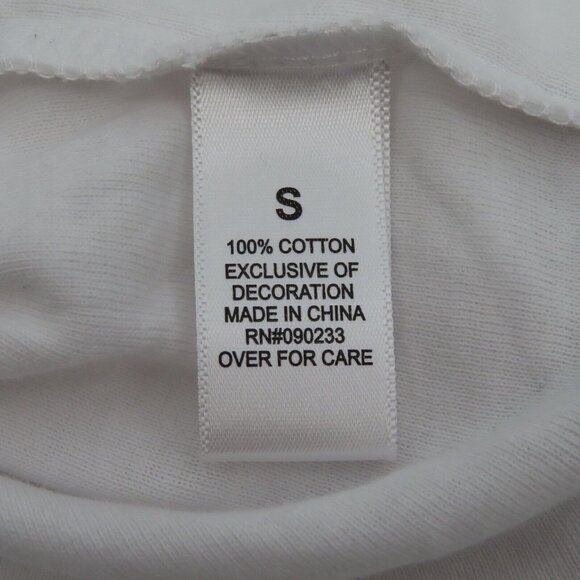 S
100% COTTON
EXCLUSIVE OF
DECORATION
MADE IN CHINA
RN#090233
OVER FOR CARE